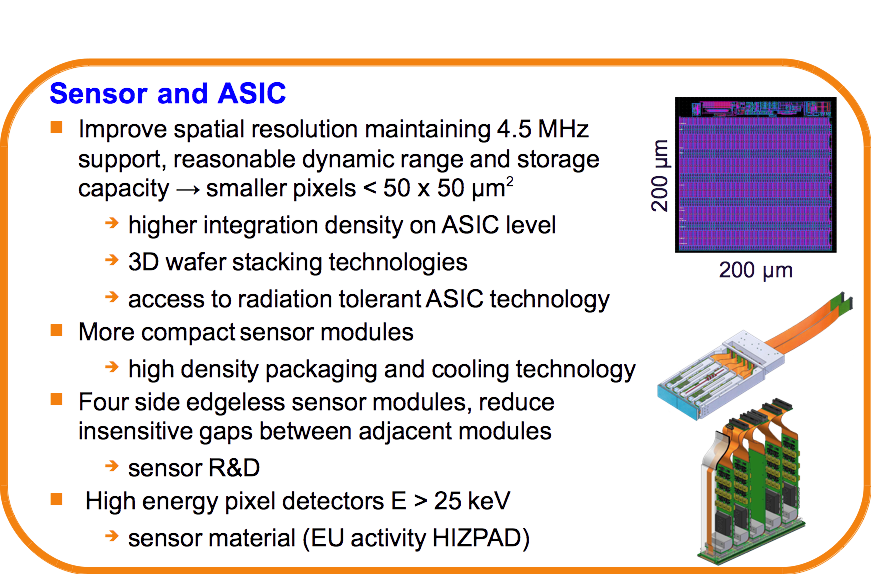 Sensor and ASIC
Improve spatial resolution maintaining 4.5 MHz
support, reasonable dynamic range and storage
capacity → smaller pixels < 50 x 50 µm²
➔ higher integration density on ASIC level
➔ 3D wafer stacking technologies
➔ access to radiation tolerant ASIC technology
More compact sensor modules
➔ high density packaging and cooling technology
Four side edgeless sensor modules, reduce
insensitive gaps between adjacent modules
➔ sensor R&D
High energy pixel detectors E > 25 keV
➔ sensor material (EU activity HIZPAD)
200 µm
200 µm